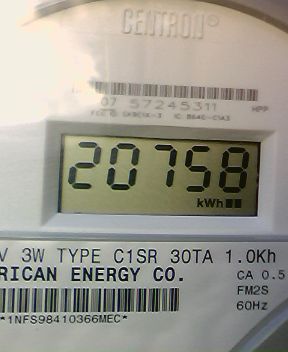 CENTRON®
07 57245311 HPP
20758
kWh
V 3W TYPE C1SR 30TA 1.0Kh
RICAN ENERGY CO. CA 0.5
FM2S
60Hz
*1NFS98410366MEC*